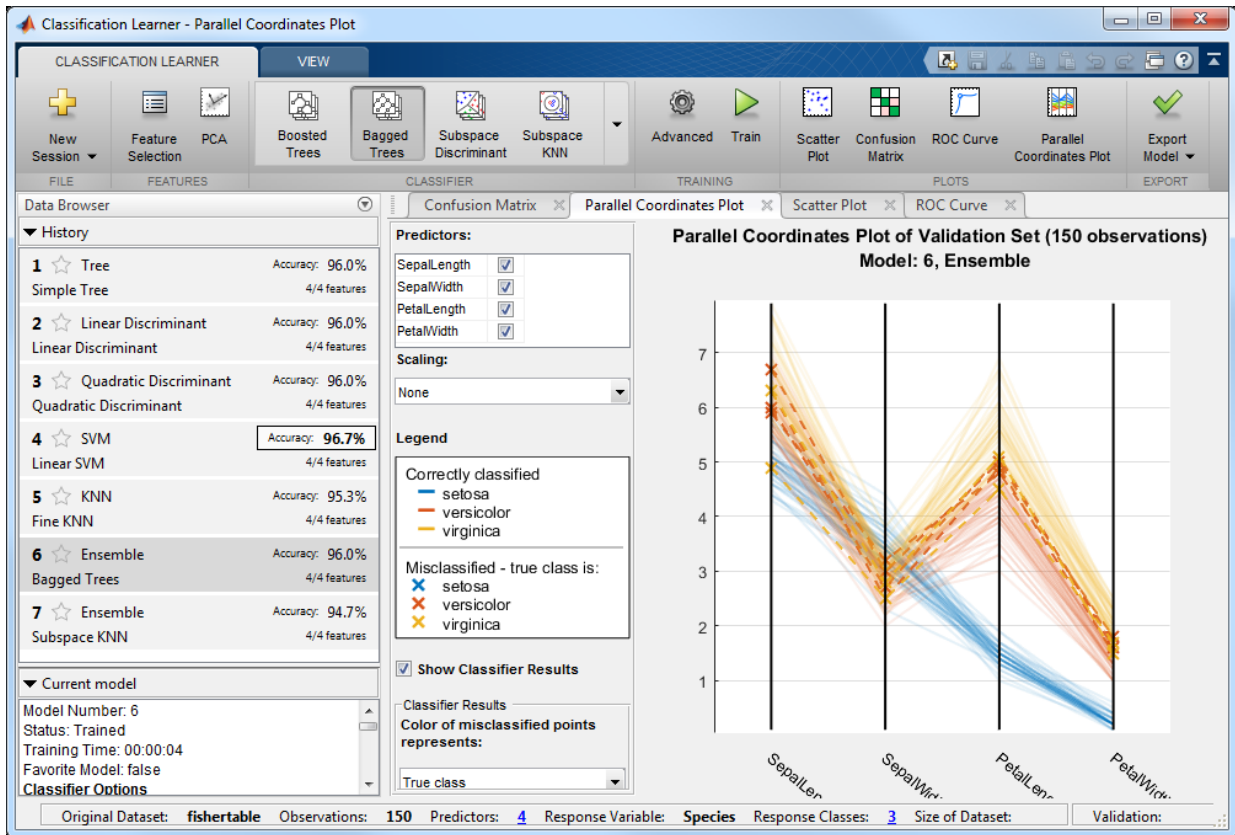 Classification Learner - Parallel Coordinates Plot
CLASSIFICATION LEARNER
VIEW
New Session
Feature Selection
PCA
Boosted Trees
Bagged Trees
Subspace Discriminant
Subspace KNN
Advanced
Train
Scatter Plot
Confusion Matrix
ROC Curve
Parallel Coordinates Plot
Export Model
FILE
FEATURES
CLASSIFIER
TRAINING
PLOTS
EXPORT
Data Browser
History
1 Tree Accuracy: 96.0%
Simple Tree 4/4 features
2 Linear Discriminant Accuracy: 96.0%
Linear Discriminant 4/4 features
3 Quadratic Discriminant Accuracy: 96.0%
Quadratic Discriminant 4/4 features
4 SVM Accuracy: 96.7%
Linear SVM 4/4 features
5 KNN Accuracy: 95.3%
Fine KNN 4/4 features
6 Ensemble Accuracy: 96.0%
Bagged Trees 4/4 features
7 Ensemble Accuracy: 94.7%
Subspace KNN 4/4 features
Current model
Model Number: 6
Status: Trained
Training Time: 00:00:04
Favorite Model: false
Classifier Options
Confusion Matrix
Parallel Coordinates Plot
Scatter Plot
ROC Curve
Predictors:
SepalLength
SepalWidth
PetalLength
PetalWidth
Scaling:
None
Legend
Correctly classified
setosa
versicolor
virginica
Misclassified - true class is:
setosa
versicolor
virginica
Show Classifier Results
Classifier Results
Color of misclassified points
represents:
True class
Parallel Coordinates Plot of Validation Set (150 observations)
Model: 6, Ensemble
7
6
5
4
3
2
1
SepalLen
SepalWid
PetalLen
PetalWidt
Original Dataset: fishertable Observations: 150 Predictors: 4 Response Variable: Species Response Classes: 3 Size of Dataset: Validation: